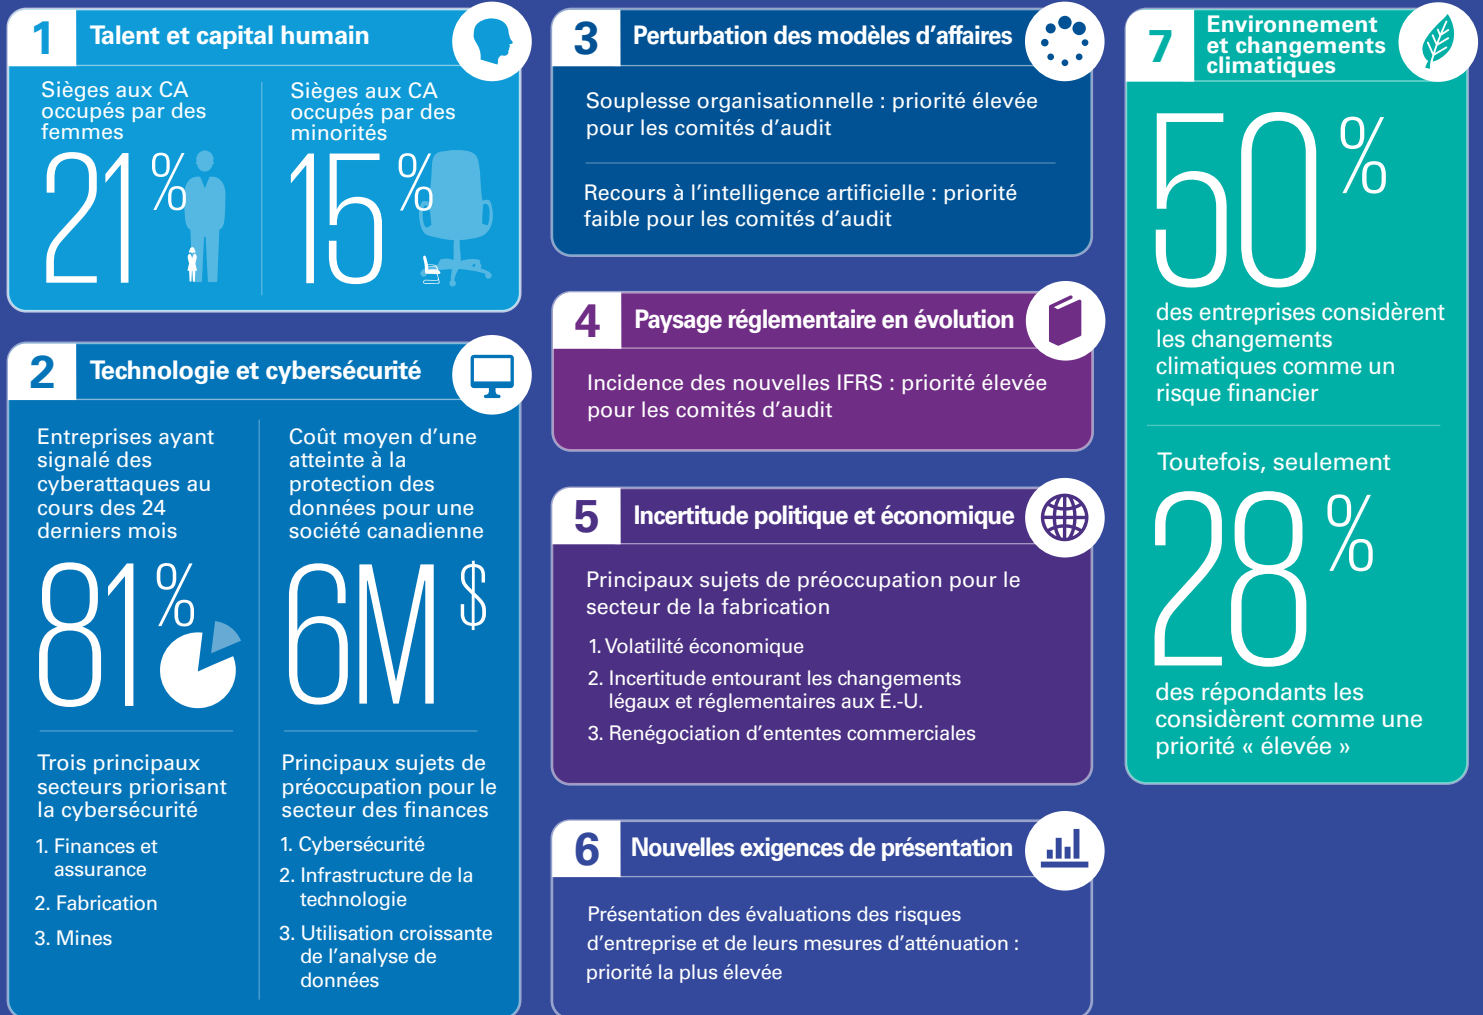 1
Talent et capital humain
Sièges aux CA
occupés par des
femmes
21 %
Sièges aux CA
occupés par des
minorités
15 %
2
Technologie et cybersécurité
Entreprises ayant
signalé des
cyberattaques au
cours des 24
derniers mois
81 %
Coût moyen d’une
atteinte à la
protection des
données pour une
société canadienne
6M $
Trois principaux
secteurs priorisant
la cybersécurité
1. Finances et
assurance
2. Fabrication
3. Mines
Principaux sujets de
préoccupation pour le
secteur des finances
1. Cybersécurité
2. Infrastructure de la
technologie
3. Utilisation croissante
de l’analyse de
données
3
Perturbation des modèles d’affaires
Souplesse organisationnelle : priorité élevée
pour les comités d’audit
Recours à l’intelligence artificielle : priorité
faible pour les comités d’audit
4
Paysage réglementaire en évolution
Incidence des nouvelles IFRS : priorité élevée
pour les comités d’audit
5
Incertitude politique et économique
Principaux sujets de préoccupation pour le
secteur de la fabrication
1. Volatilité économique
2. Incertitude entourant les changements
légaux et réglementaires aux É.-U.
3. Renégociation d’ententes commerciales
6
Nouvelles exigences de présentation
Présentation des évaluations des risques
d’entreprise et de leurs mesures d’atténuation :
priorité la plus élevée
7
Environnement
et changements
climatiques
50 %
des entreprises considèrent
les changements
climatiques comme un
risque financier
Toutefois, seulement
28 %
des répondants les
considèrent comme une
priorité « élevée »